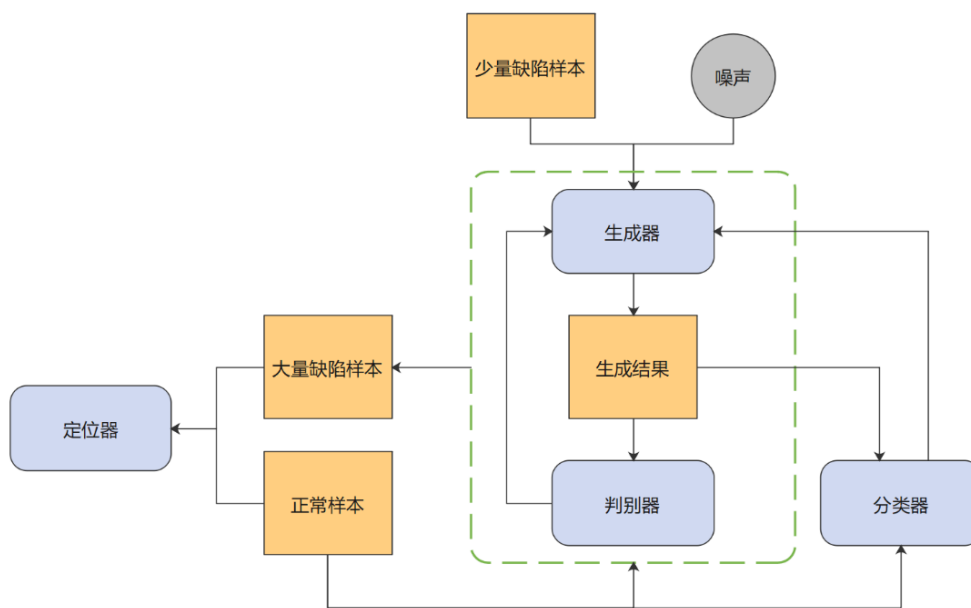 少量缺陷样本
噪声
生成器
大量缺陷样本
生成结果
定位器
正常样本
判别器
分类器